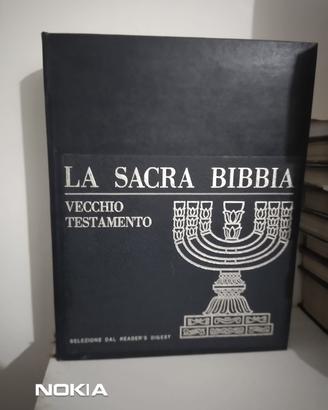 LA SACRA BIBBIA
VECCHIO
TESTAMENTO
SELEZIONE DAL READER'S DIGEST
NOKIA